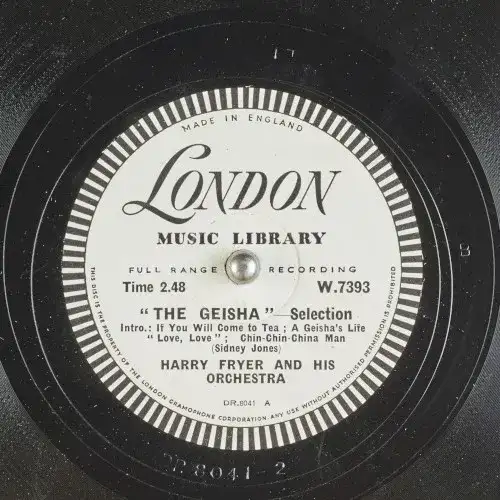 MADE IN ENGLAND
LONDON
MUSIC LIBRARY
FULL RANGE RECORDING
Time 2.48 W.7393
"THE GEISHA"—Selection
Intro.: If You Will Come to Tea ; A Geisha's Life
"Love, Love" ; Chin-Chin-China Man
(Sidney Jones)
HARRY FRYER AND HIS
ORCHESTRA
DR.8041 A
THIS DISC IS THE PROPERTY OF THE LONDON GRAMOPHONE CORPORATION. ANY USE WITHOUT AUTHORISED PERMISSION IS PROHIBITED
DR 8041-2
17
B